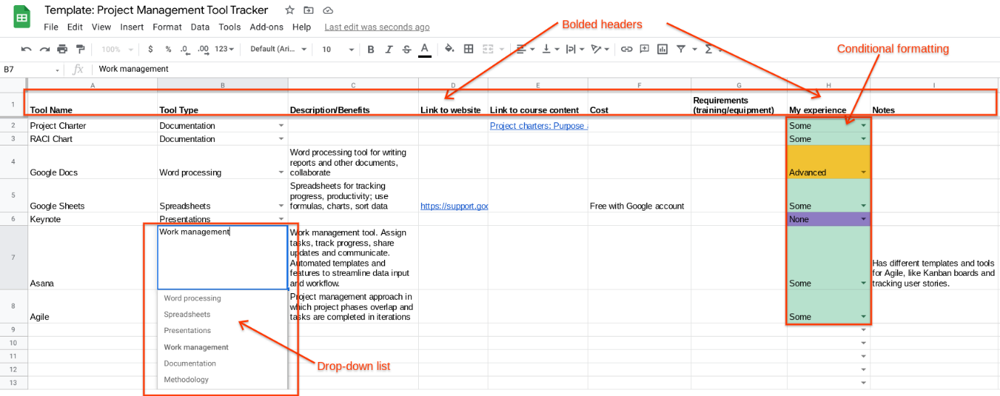 Template: Project Management Tool Tracker
File Edit View Insert Format Data Tools Add-ons Help Last edit was seconds ago
Bolded headers
Conditional formatting
100% $ % .0 .00 123 Default (Ari... 10 B I S A
B7 fx Work management
A B C D E F G H I
1 Tool Name Tool Type Description/Benefits Link to website Link to course content Cost Requirements (training/equipment) My experience Notes
2 Project Charter Documentation Project charters: Purpose a Some
3 RACI Chart Documentation Some
Word processing tool for writing
reports and other documents,
4 Google Docs Word processing collaborate Advanced
Spreadsheets for tracking
progress, productivity; use
5 Google Sheets Spreadsheets formulas, charts, sort data https://support.goo Free with Google account Some
6 Keynote Presentations None
Work management
Work management tool. Assign
tasks, track progress, share
updates and communicate.
Automated templates and
features to streamline data input
and workflow.
7 Asana Some
Has different templates and tools
for Agile, like Kanban boards and
tracking user stories.
Project management approach in
which project phases overlap and
tasks are completed in iterations
8 Agile Some
Word processing
Spreadsheets
Presentations
Work management
Documentation
Methodology
Drop-down list
9
10
11
12
13